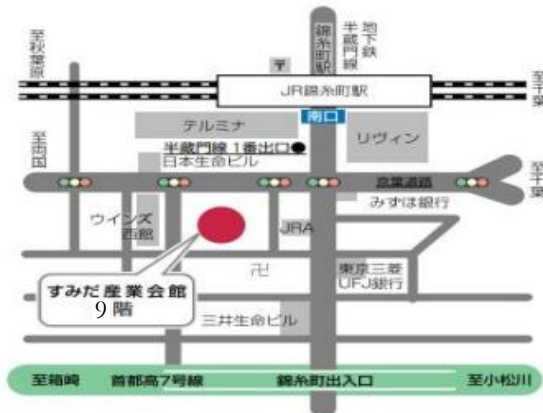 至秋葉原
錦糸町駅
半蔵門線
地下鉄
〒
JR錦糸町駅
至千葉
南口
テルミナ
リヴィン
至両国
半蔵門線 1番出口
日本生命ビル
京葉道路
至千葉
みずほ銀行
ウインズ
西館
JRA
卍
東京三菱
UFJ銀行
すみだ産業会館
9階
三井生命ビル
至箱崎
首都高7号線
錦糸町出入口
至小松川